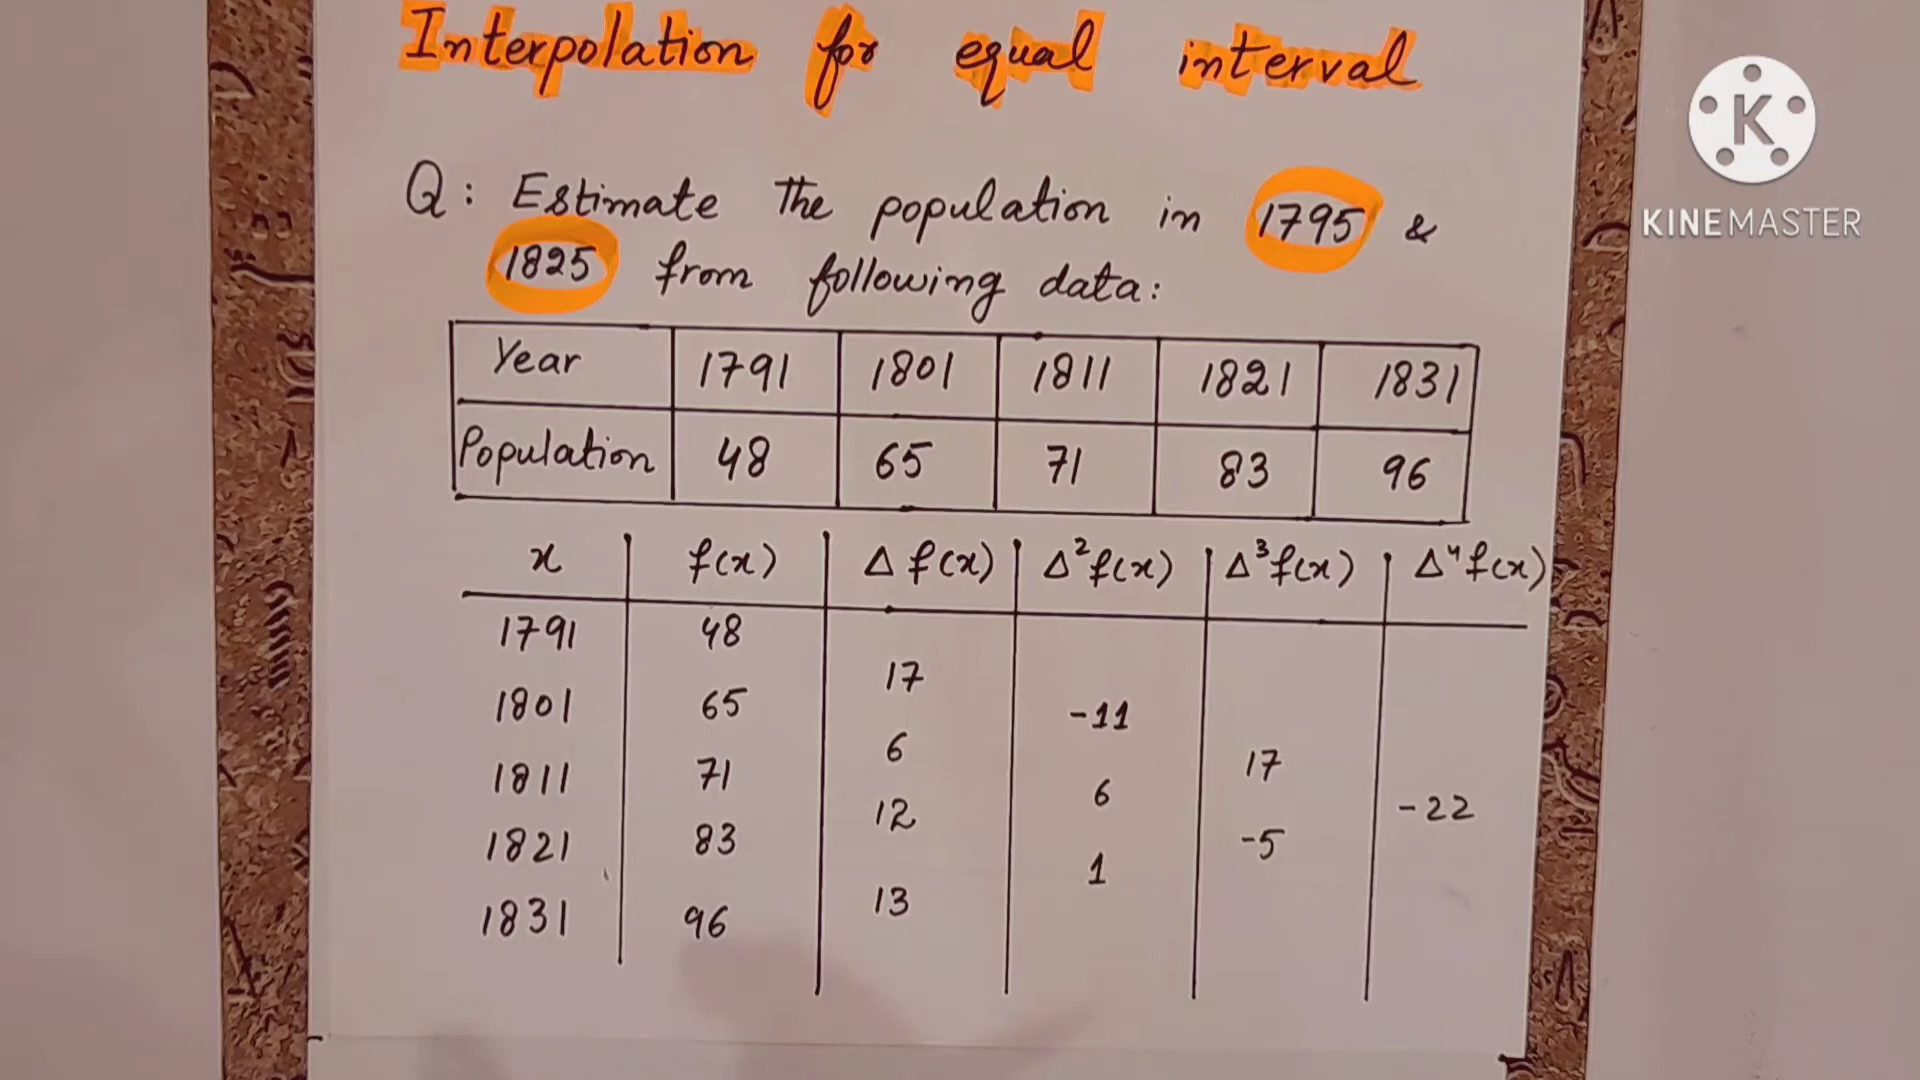 Interpolation for equal interval
Q: Estimate the population in 1795 &
1825 from following data:
Year 1791 1801 1811 1821 1831
Population 48 65 71 83 96
x f(x) Δf(x) Δ²f(x) Δ³f(x) Δ⁴f(x)
1791 48
17
1801 65 -11
6 17
1811 71 6 -22
12 -5
1821 83 1
13
1831 96
K
KINEMASTER